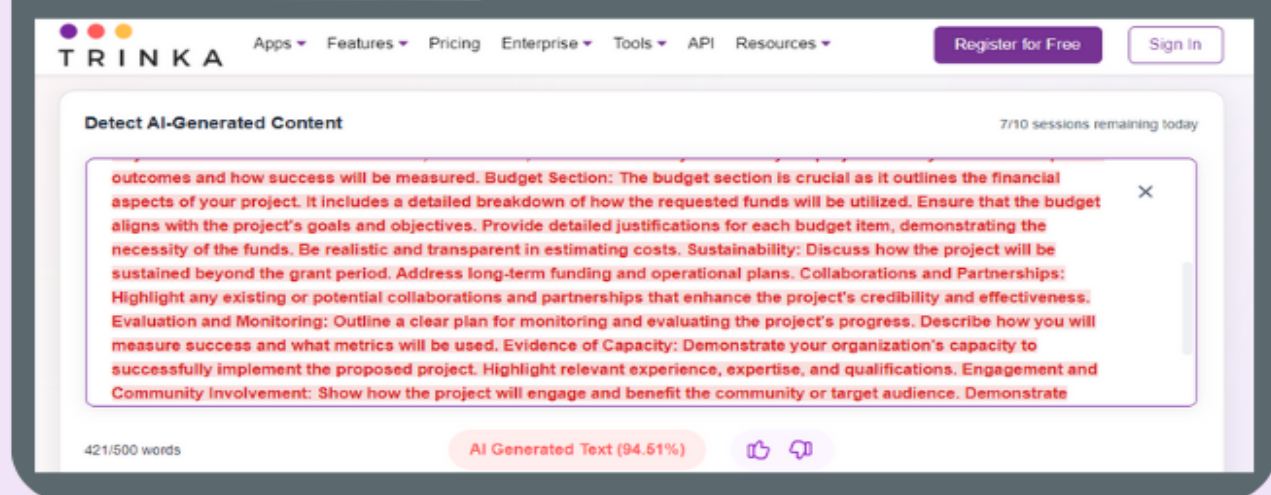 TRINKA
Apps Features Pricing Enterprise Tools API Resources Register for Free Sign In
Detect AI-Generated Content 7/10 sessions remaining today
outcomes and how success will be measured. Budget Section: The budget section is crucial as it outlines the financial
aspects of your project. It includes a detailed breakdown of how the requested funds will be utilized. Ensure that the budget
aligns with the project's goals and objectives. Provide detailed justifications for each budget item, demonstrating the
necessity of the funds. Be realistic and transparent in estimating costs. Sustainability: Discuss how the project will be
sustained beyond the grant period. Address long-term funding and operational plans. Collaborations and Partnerships:
Highlight any existing or potential collaborations and partnerships that enhance the project's credibility and effectiveness.
Evaluation and Monitoring: Outline a clear plan for monitoring and evaluating the project's progress. Describe how you will
measure success and what metrics will be used. Evidence of Capacity: Demonstrate your organization's capacity to
successfully implement the proposed project. Highlight relevant experience, expertise, and qualifications. Engagement and
Community Involvement: Show how the project will engage and benefit the community or target audience. Demonstrate
421/500 words AI Generated Text (94.51%)